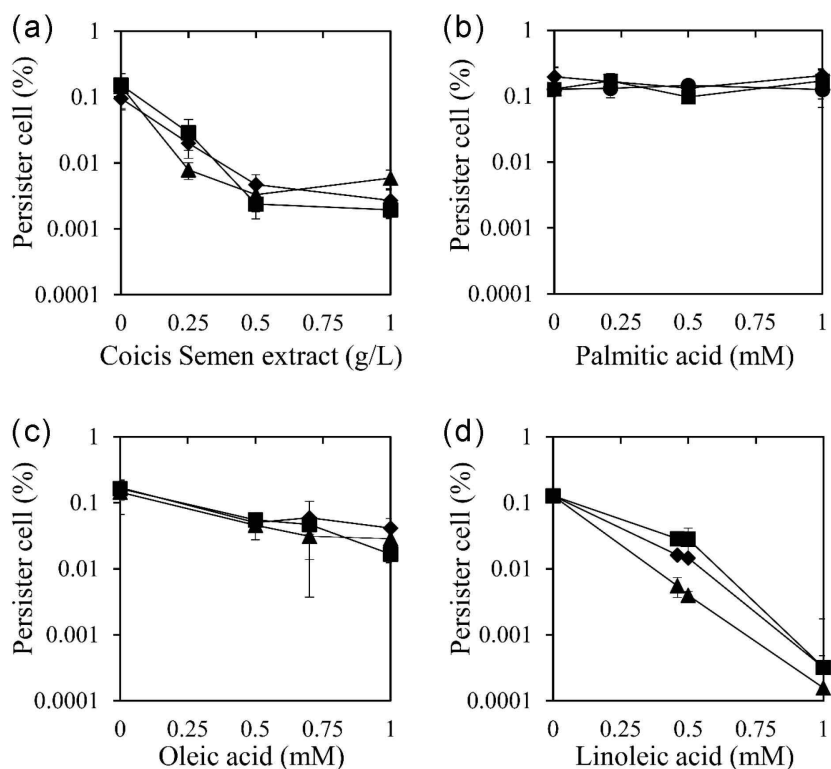 (a)
1
0.1
0.01
0.001
0.0001
Persister cell (%)
0 0.25 0.5 0.75 1
Coicis Semen extract (g/L)
(b)
1
0.1
0.01
0.001
0.0001
Persister cell (%)
0 0.25 0.5 0.75 1
Palmitic acid (mM)
(c)
1
0.1
0.01
0.001
0.0001
Persister cell (%)
0 0.25 0.5 0.75 1
Oleic acid (mM)
(d)
1
0.1
0.01
0.001
0.0001
Persister cell (%)
0 0.25 0.5 0.75 1
Linoleic acid (mM)